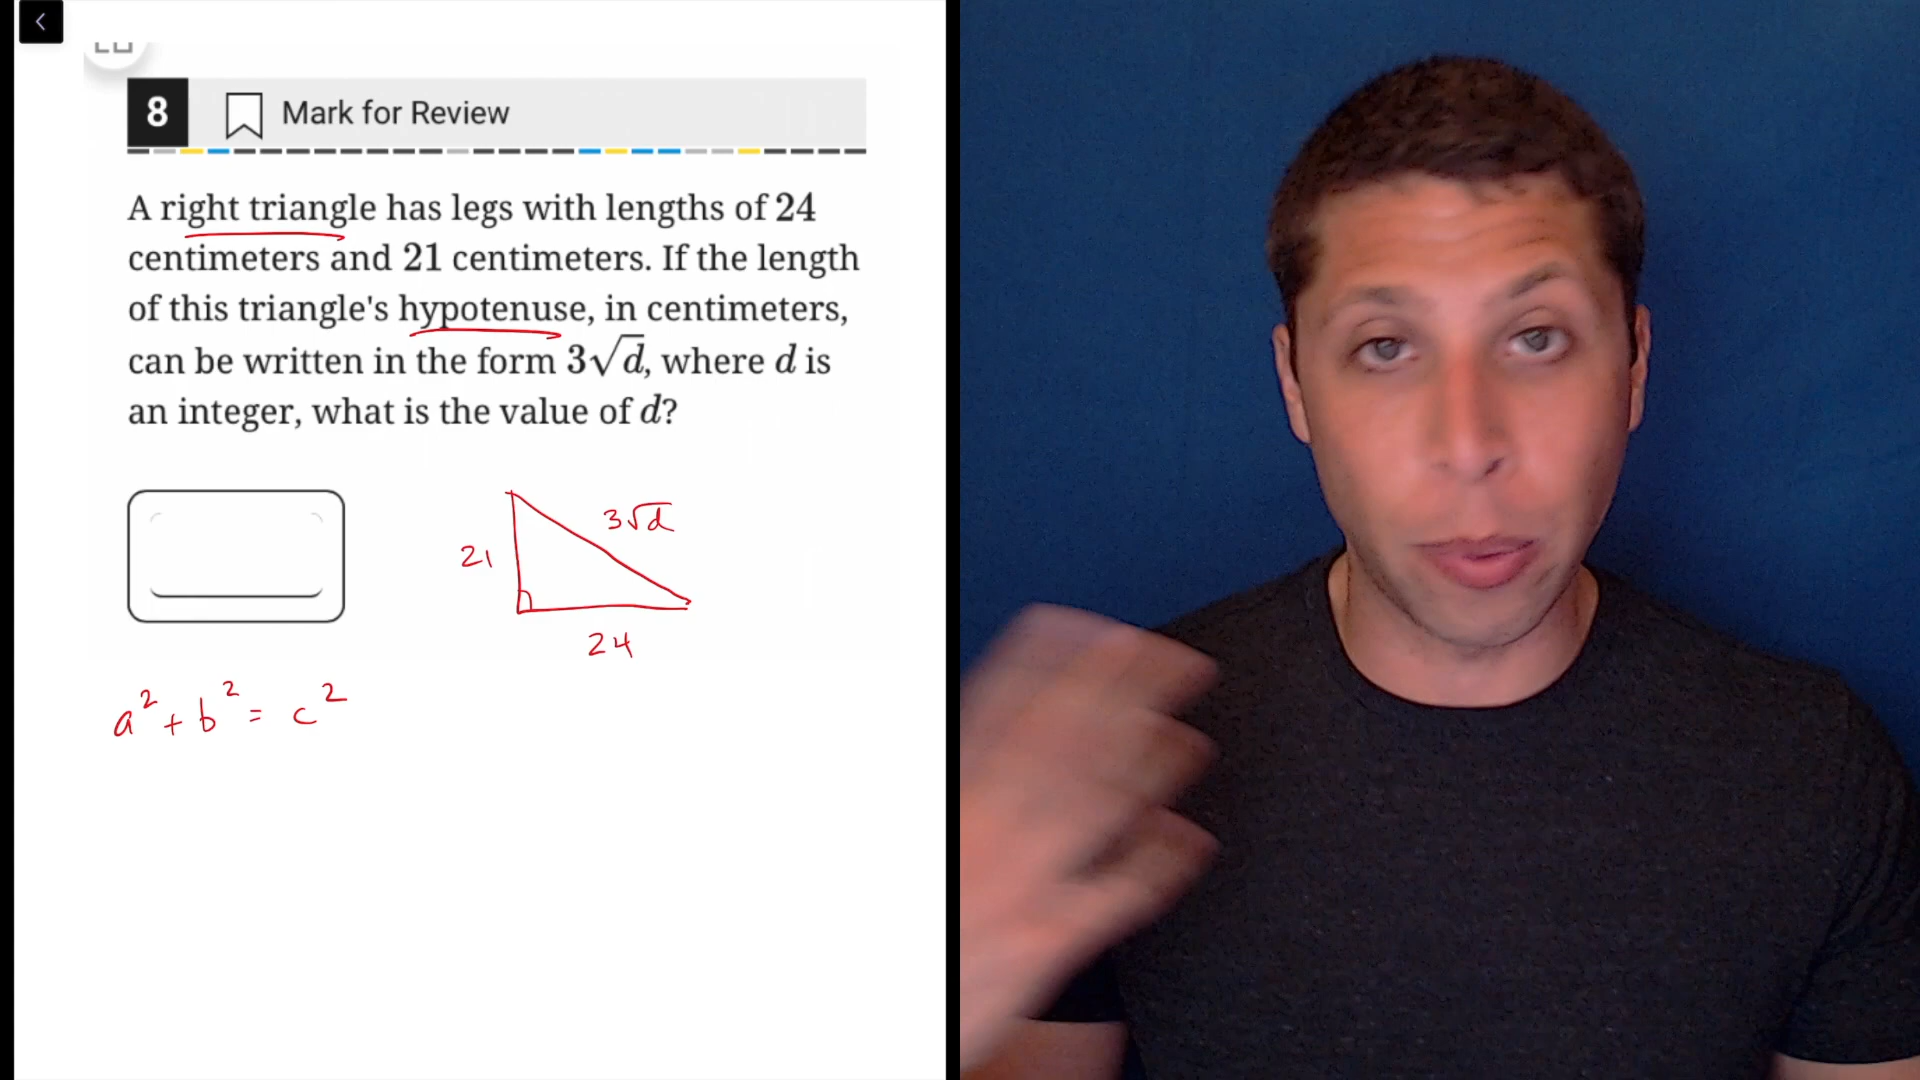 8 Mark for Review
A right triangle has legs with lengths of 24
centimeters and 21 centimeters. If the length
of this triangle's hypotenuse, in centimeters,
can be written in the form 3√d, where d is
an integer, what is the value of d?
3√d
21
24
a² + b² = c²